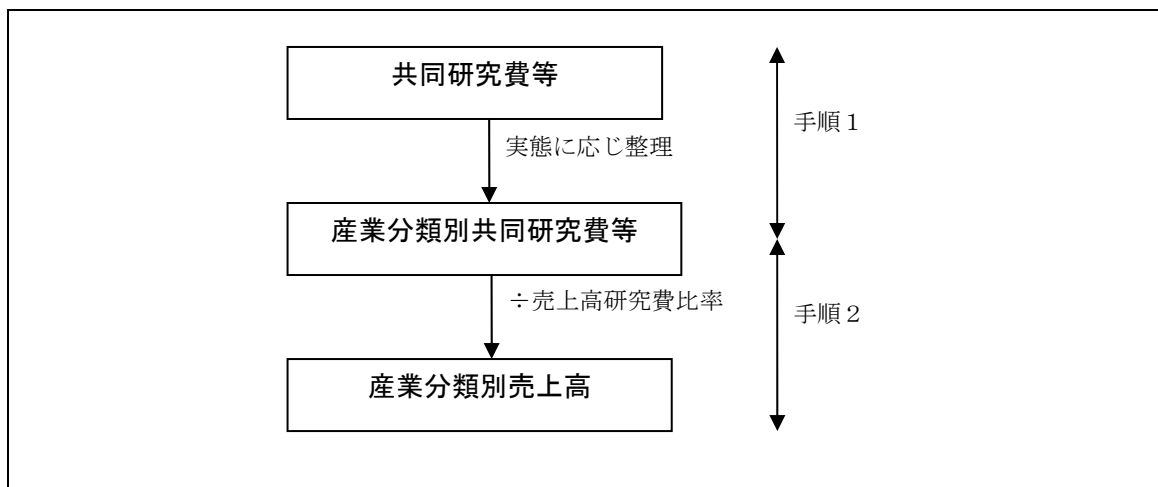 共同研究費等
手順１
実態に応じ整理
産業分類別共同研究費等
÷売上高研究費比率
手順２
産業分類別売上高